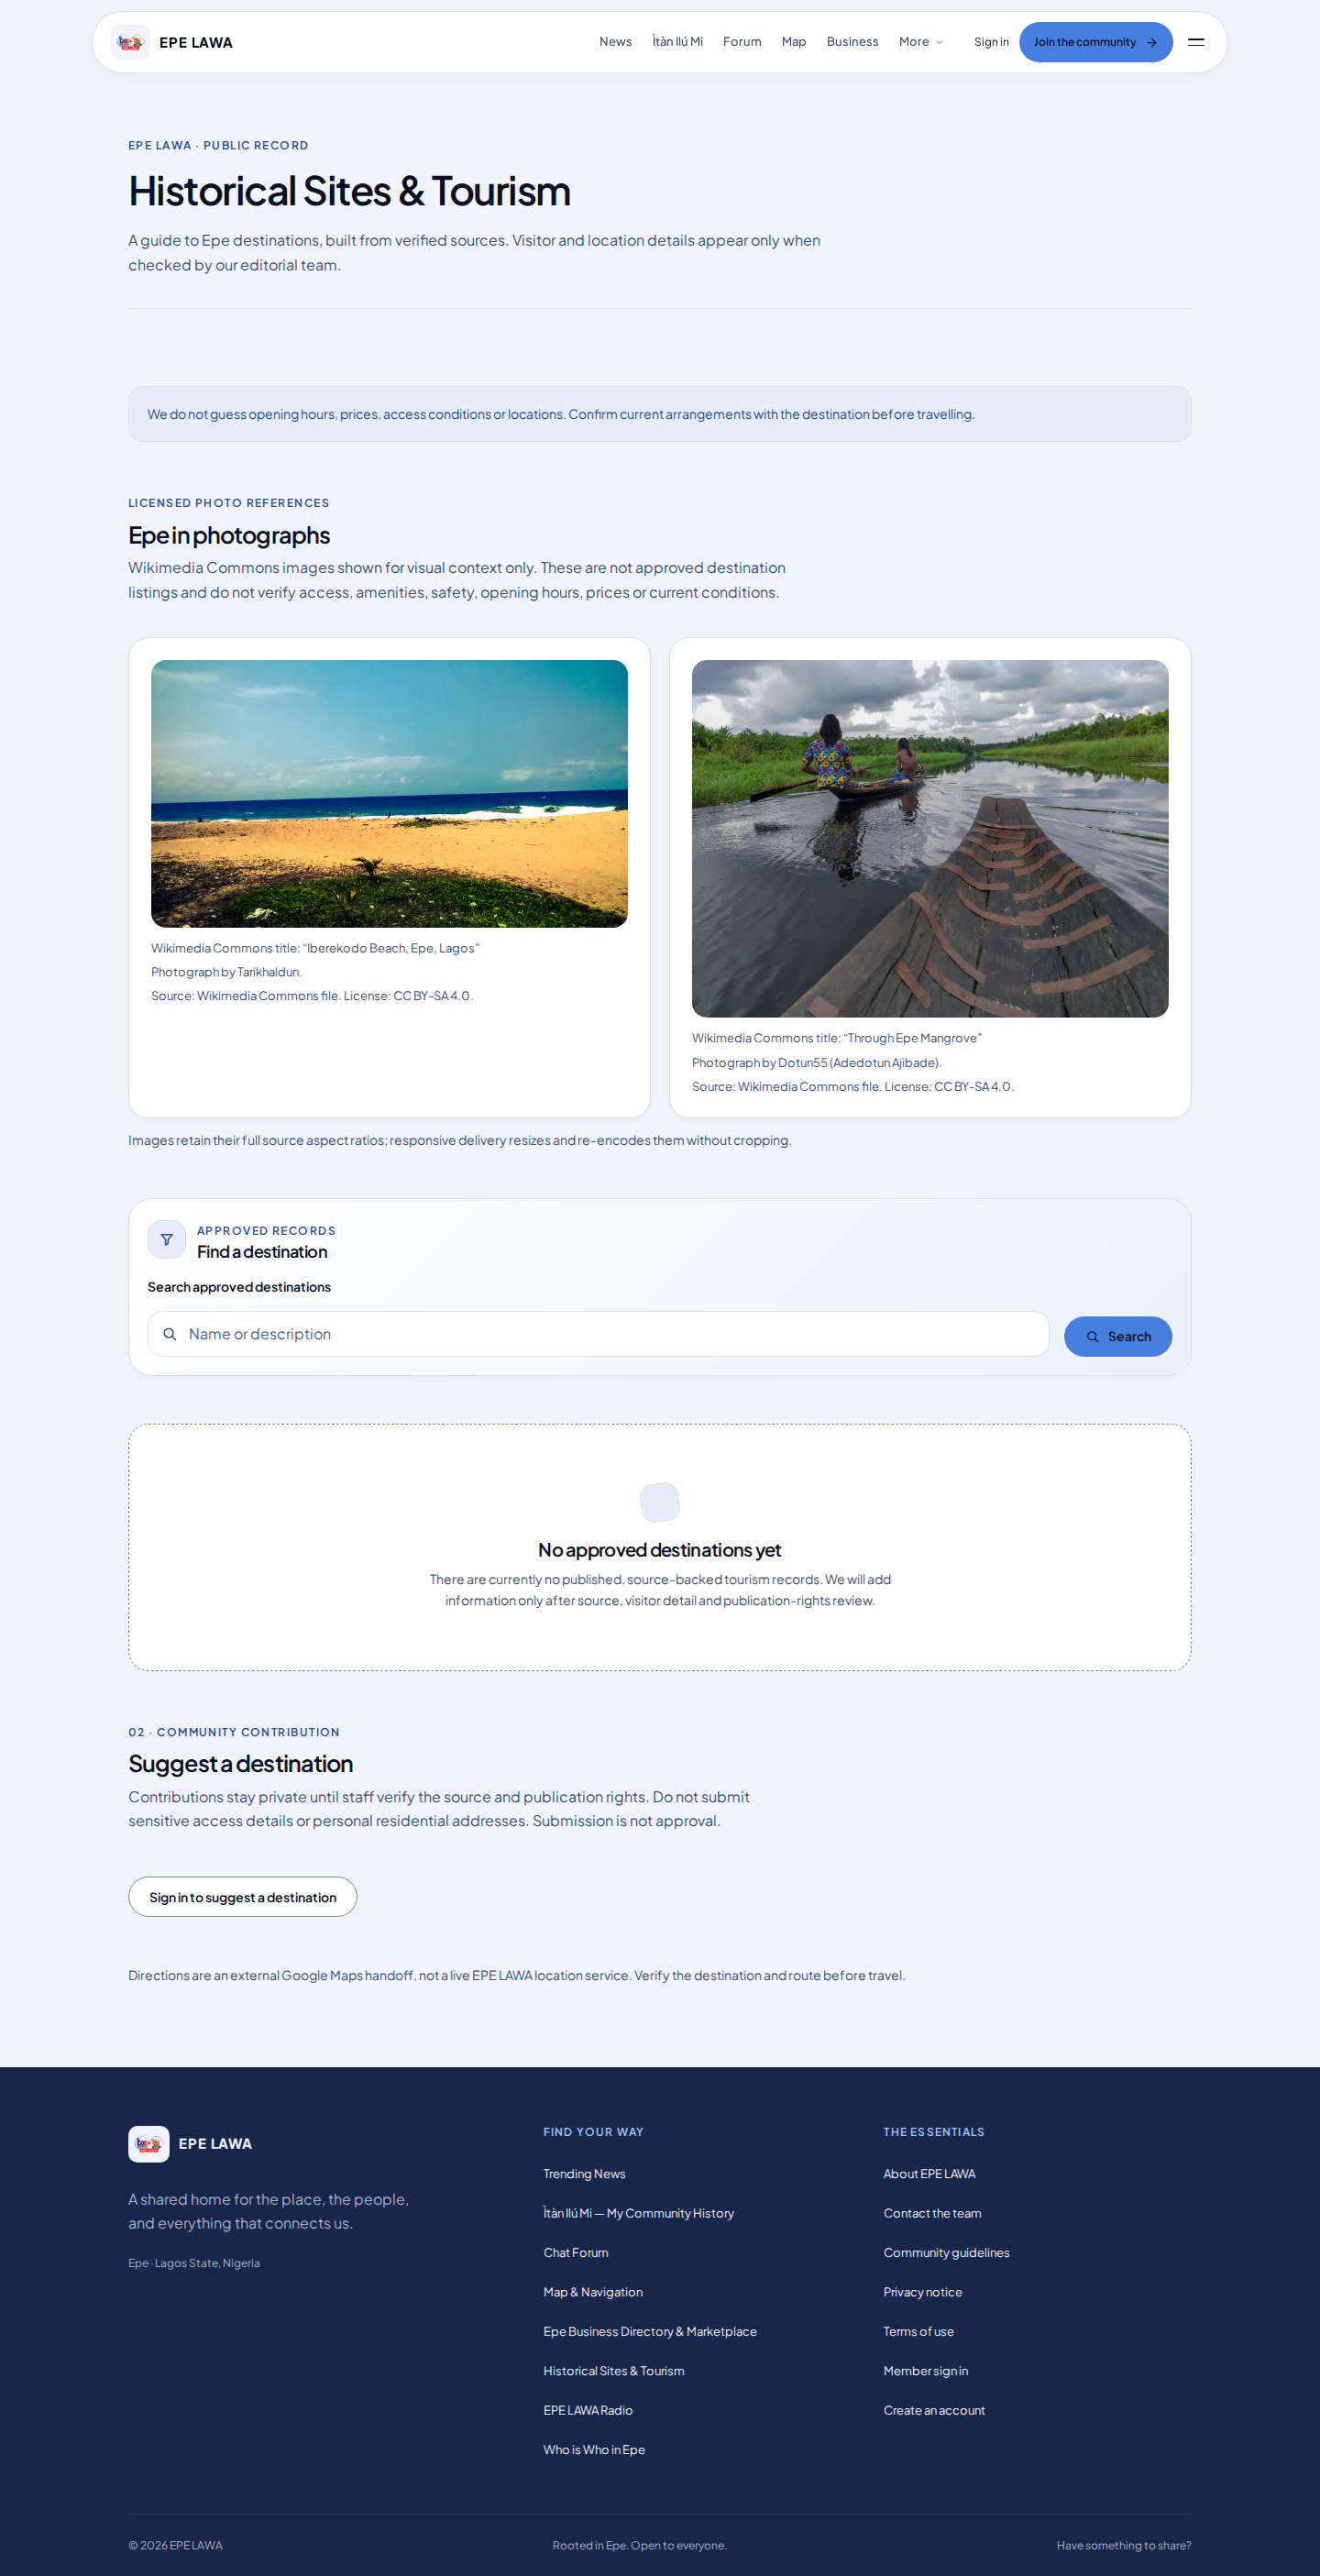 EPE LAWA
News
Ìtàn Ilú Mi
Forum
Map
Business
More
Sign in
Join the community
EPE LAWA · PUBLIC RECORD
Historical Sites & Tourism
A guide to Epe destinations, built from verified sources. Visitor and location details appear only when
checked by our editorial team.
We do not guess opening hours, prices, access conditions or locations. Confirm current arrangements with the destination before travelling.
LICENSED PHOTO REFERENCES
Epe in photographs
Wikimedia Commons images shown for visual context only. These are not approved destination
listings and do not verify access, amenities, safety, opening hours, prices or current conditions.
Wikimedia Commons title: “Iberekodo Beach, Epe, Lagos”
Photograph by Tarikhaldun.
Source: Wikimedia Commons file. License: CC BY-SA 4.0.
Wikimedia Commons title: “Through Epe Mangrove”
Photograph by Dotun55 (Adedotun Ajibade).
Source: Wikimedia Commons file. License: CC BY-SA 4.0.
Images retain their full source aspect ratios; responsive delivery resizes and re-encodes them without cropping.
APPROVED RECORDS
Find a destination
Search approved destinations
Name or description
Search
No approved destinations yet
There are currently no published, source-backed tourism records. We will add
information only after source, visitor detail and publication-rights review.
02 · COMMUNITY CONTRIBUTION
Suggest a destination
Contributions stay private until staff verify the source and publication rights. Do not submit
sensitive access details or personal residential addresses. Submission is not approval.
Sign in to suggest a destination
Directions are an external Google Maps handoff, not a live EPE LAWA location service. Verify the destination and route before travel.
EPE LAWA
A shared home for the place, the people,
and everything that connects us.
Epe · Lagos State, Nigeria
FIND YOUR WAY
Trending News
Ìtàn Ilú Mi — My Community History
Chat Forum
Map & Navigation
Epe Business Directory & Marketplace
Historical Sites & Tourism
EPE LAWA Radio
Who is Who in Epe
THE ESSENTIALS
About EPE LAWA
Contact the team
Community guidelines
Privacy notice
Terms of use
Member sign in
Create an account
© 2026 EPE LAWA
Rooted in Epe. Open to everyone.
Have something to share?